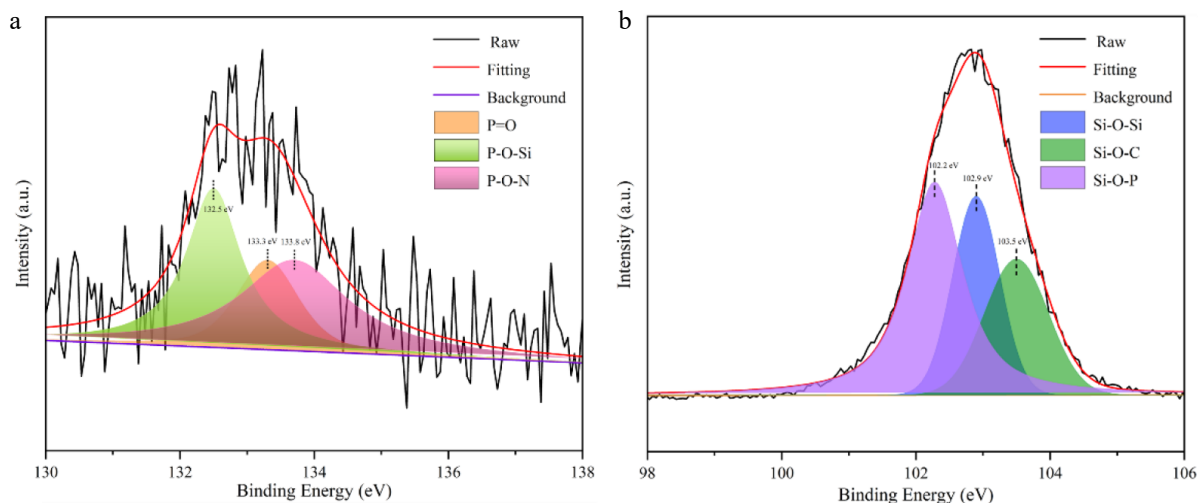 a
Raw
Fitting
Background
P=O
P-O-Si
P-O-N
132.5 eV
133.3 eV
133.8 eV
Intensity (a.u.)
130
132
134
136
138
Binding Energy (eV)
b
Raw
Fitting
Background
Si-O-Si
Si-O-C
Si-O-P
102.2 eV
102.9 eV
103.5 eV
Intensity (a.u.)
98
100
102
104
106
Binding Energy (eV)